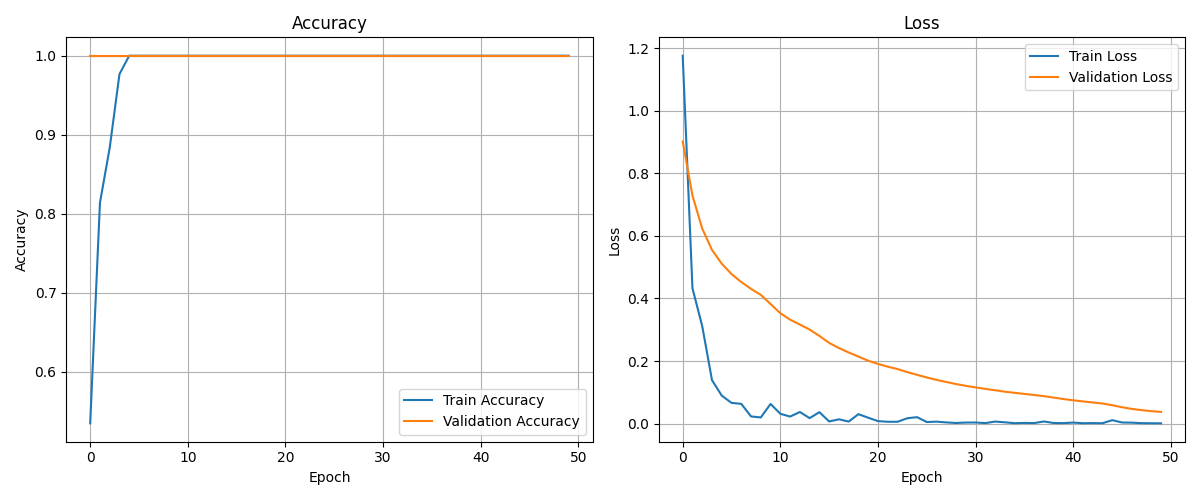 Accuracy
1.0
0.9
0.8
0.7
0.6
Accuracy
0 10 20 30 40 50
Epoch
Train Accuracy
Validation Accuracy
Loss
1.2
1.0
0.8
0.6
0.4
0.2
0.0
Loss
0 10 20 30 40 50
Epoch
Train Loss
Validation Loss